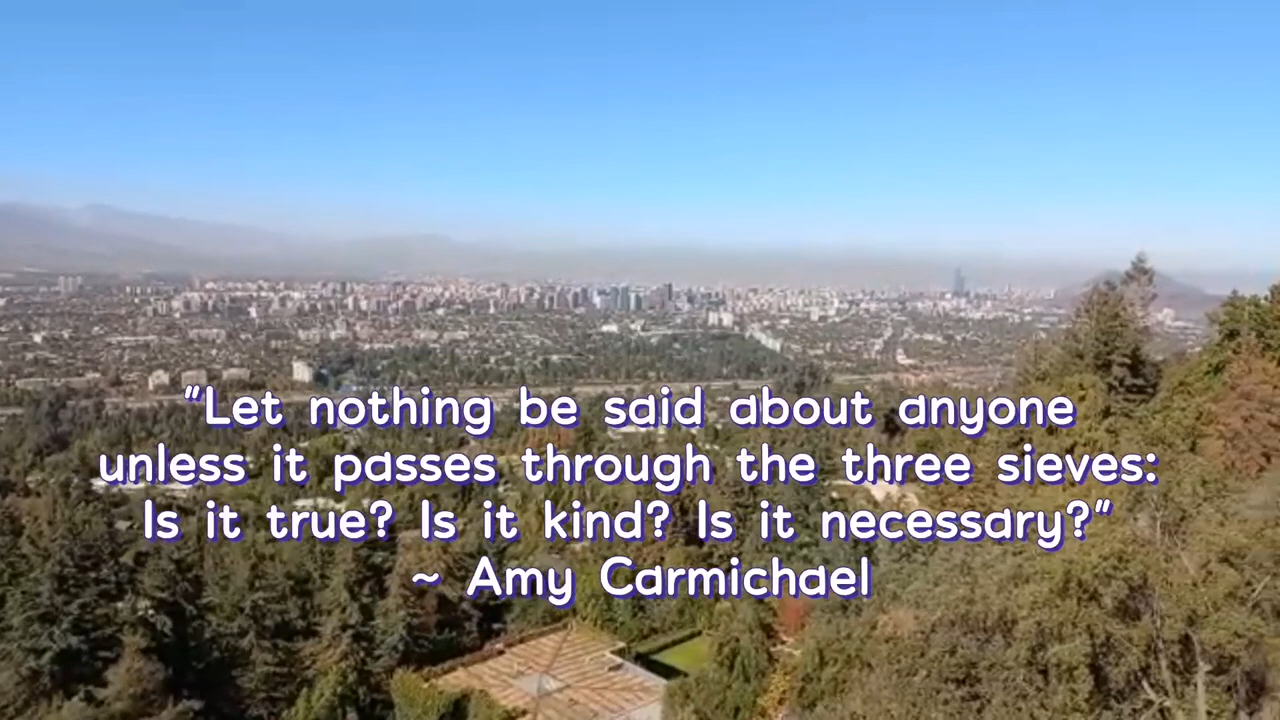 "Let nothing be said about anyone
unless it passes through the three sieves:
Is it true? Is it kind? Is it necessary?"
~ Amy Carmichael